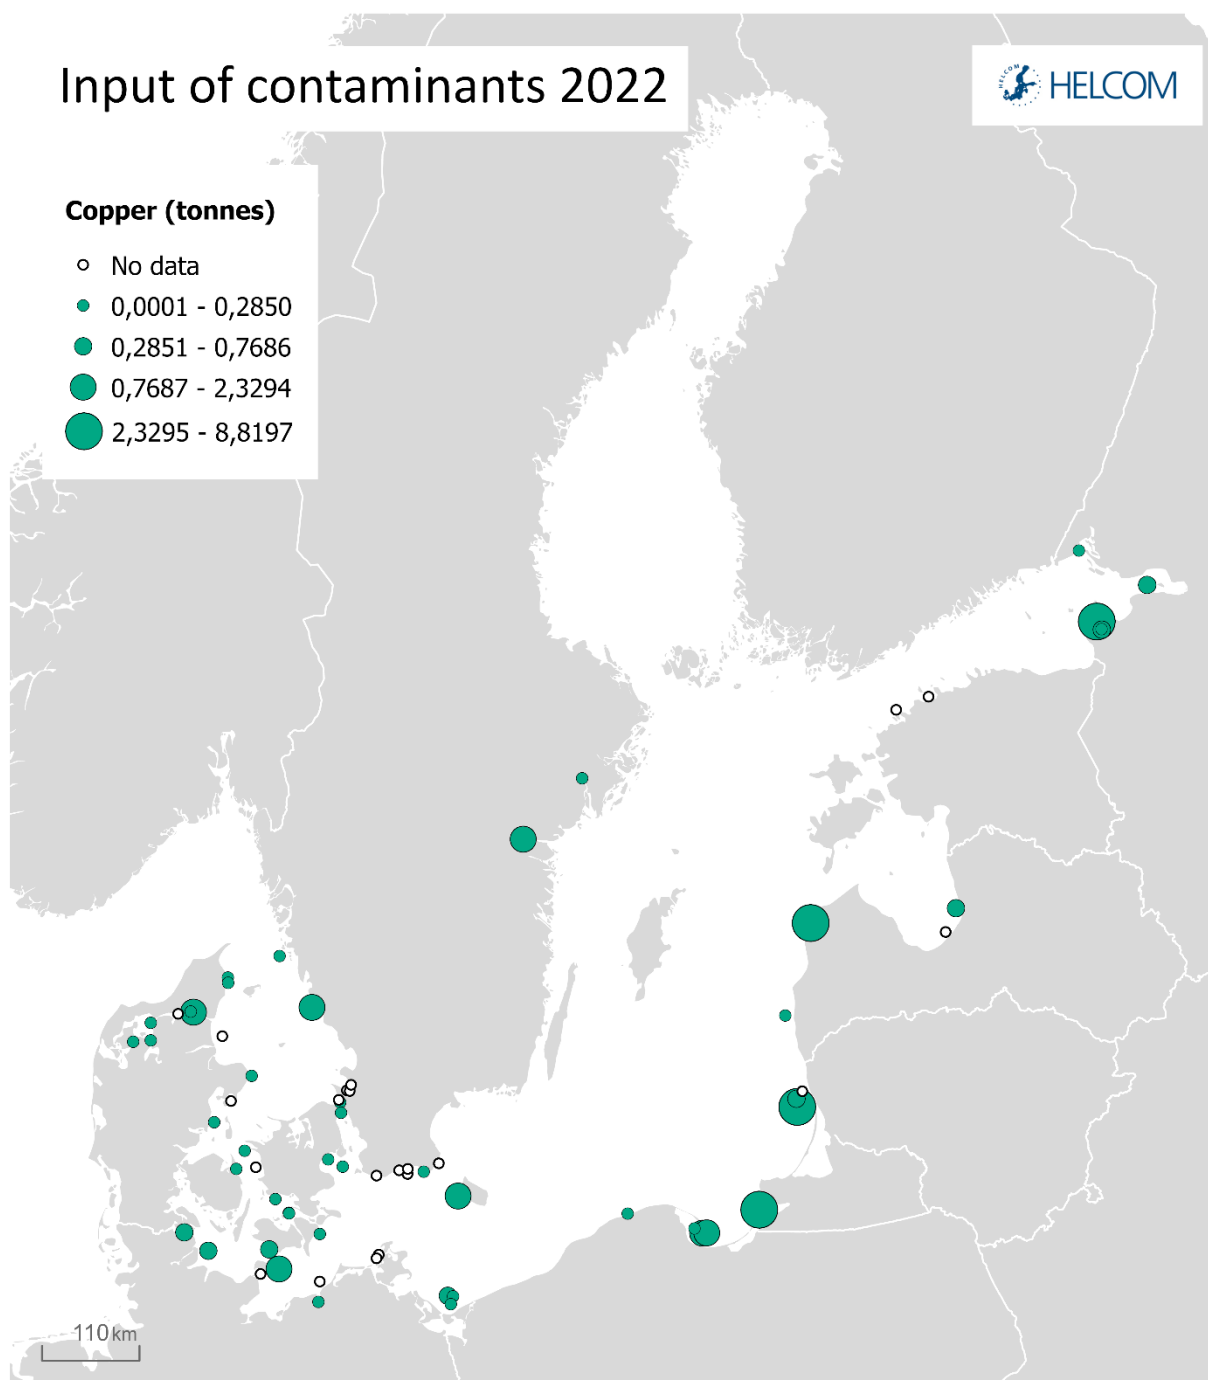 Input of contaminants 2022
HELCOM
HELCOM
Copper (tonnes)
No data
0,0001 - 0,2850
0,2851 - 0,7686
0,7687 - 2,3294
2,3295 - 8,8197
110 km